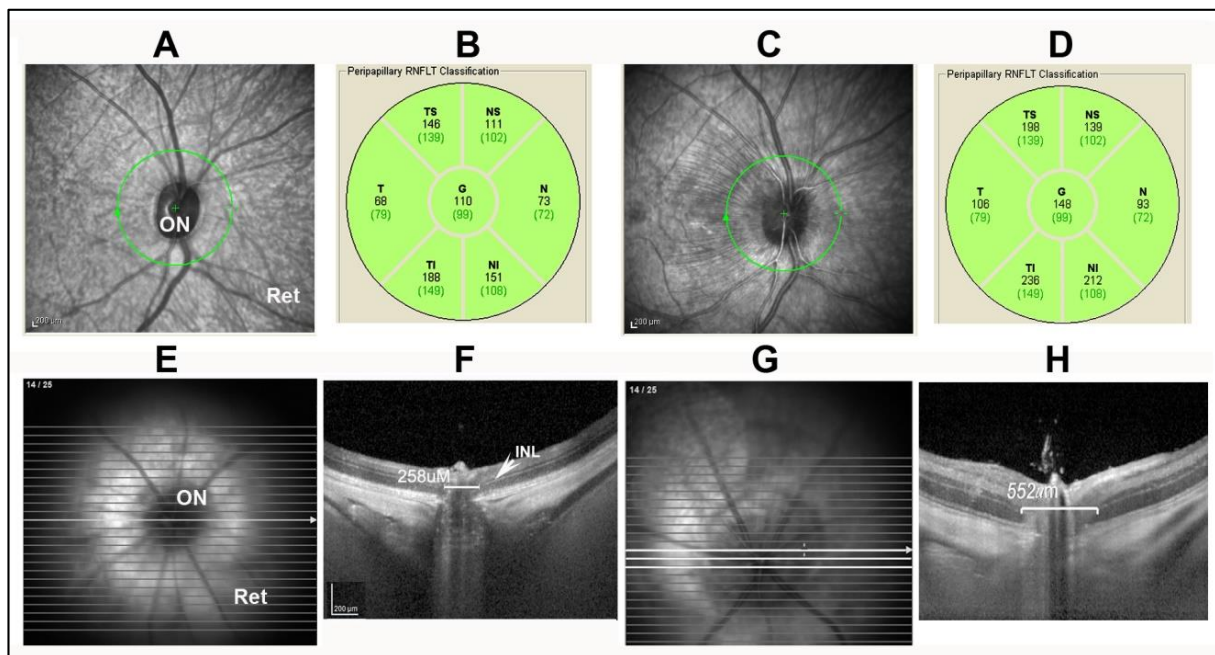 A
B
C
D
Peripapillary RNFLT Classification
Peripapillary RNFLT Classification
ON
Ret
200 µm
TS
146
(139)
NS
111
(102)
T
68
(79)
G
110
(99)
N
73
(72)
TI
188
(149)
NI
151
(108)
200 µm
TS
198
(139)
NS
139
(102)
T
106
(79)
G
148
(99)
N
93
(72)
TI
236
(149)
NI
212
(108)
E
F
G
H
14 / 25
ON
Ret
INL
258uM
200 µm
14 / 25